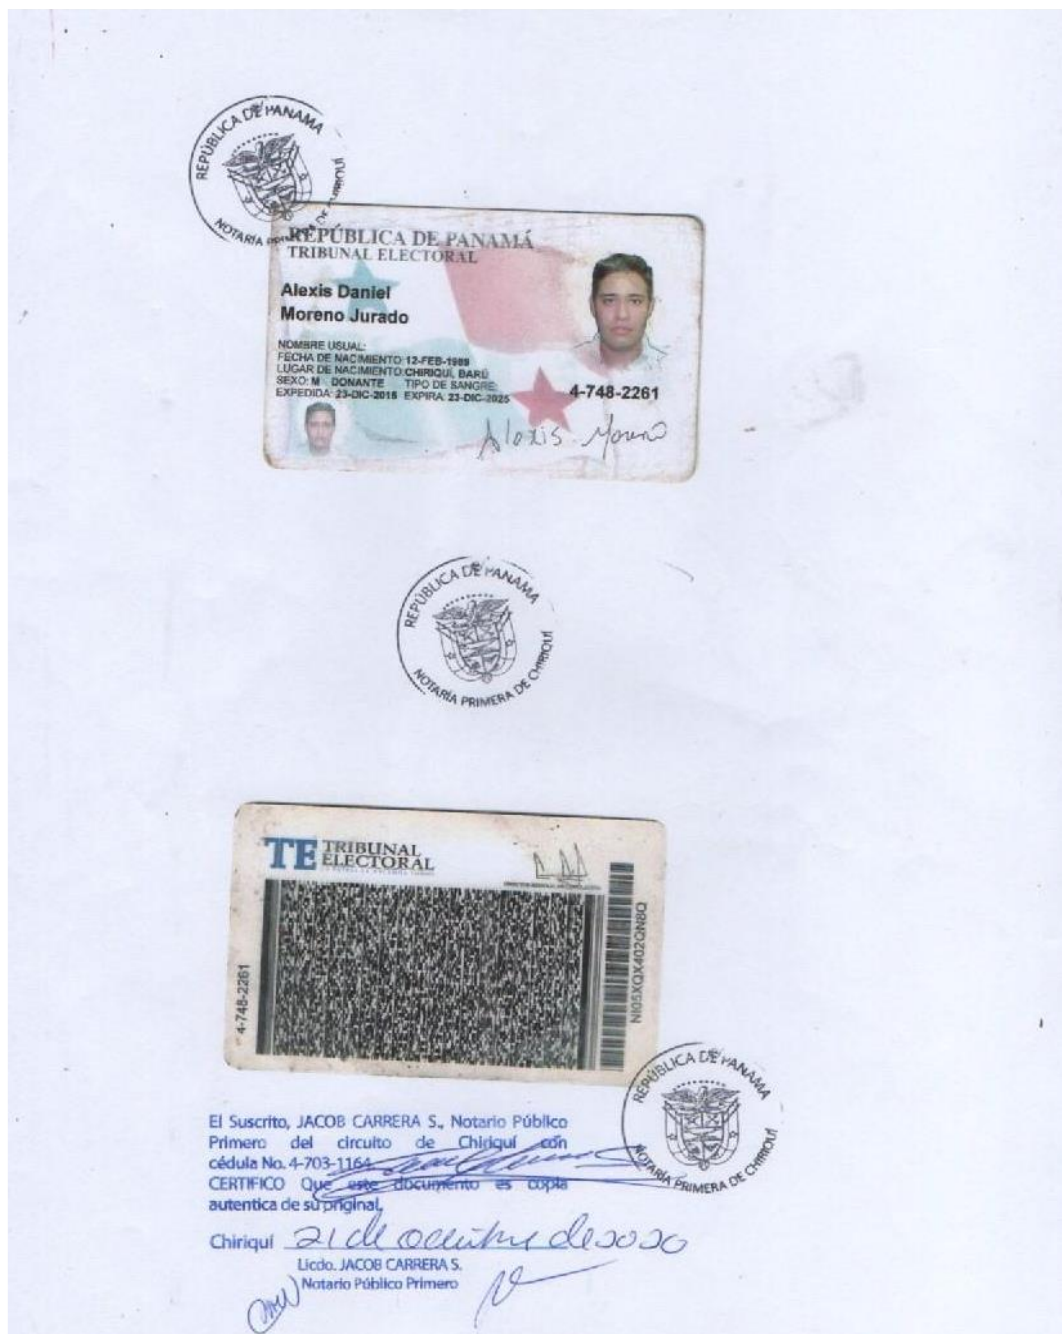 REPÚBLICA DE PANAMA
NOTARÍA PRIMERA DE CHIRIQUÍ
REPÚBLICA DE PANAMÁ
TRIBUNAL ELECTORAL
Alexis Daniel
Moreno Jurado
NOMBRE USUAL:
FECHA DE NACIMIENTO: 12-FEB-1989
LUGAR DE NACIMIENTO: CHIRIQUÍ, BARÚ
SEXO: M DONANTE TIPO DE SANGRE:
EXPEDIDA: 23-DIC-2015 EXPIRA: 23-DIC-2025
4-748-2261
Alexis Moreno
REPÚBLICA DE PANAMA
NOTARÍA PRIMERA DE CHIRIQUÍ
TE TRIBUNAL
ELECTORAL
4-748-2261
NI05XQX402QN8Q
REPÚBLICA DE PANAMA
NOTARÍA PRIMERA DE CHIRIQUÍ
El Suscrito, JACOB CARRERA S., Notario Público
Primero del circuito de Chiriquí con
cédula No. 4-703-1164
CERTIFICO Que este documento es copia
autentica de su original.
Chiriquí 21 de octubre de 2020
Licdo. JACOB CARRERA S.
Notario Público Primero